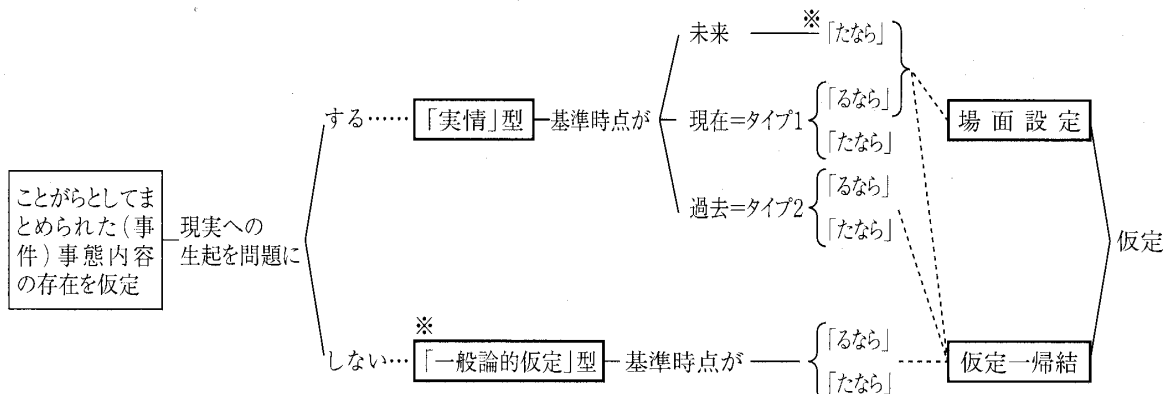 ことがらとしてま
とめられた(事
件)事態内容
の存在を仮定
現実への
生起を問題に
する……
「実情」型
基準時点が
未来
※
「たなら」
現在=タイプ1
「るなら」
「たなら」
過去=タイプ2
「るなら」
「たなら」
場面設定
仮定
しない…
※
「一般論的仮定」型
基準時点が
「るなら」
「たなら」
仮定―帰結